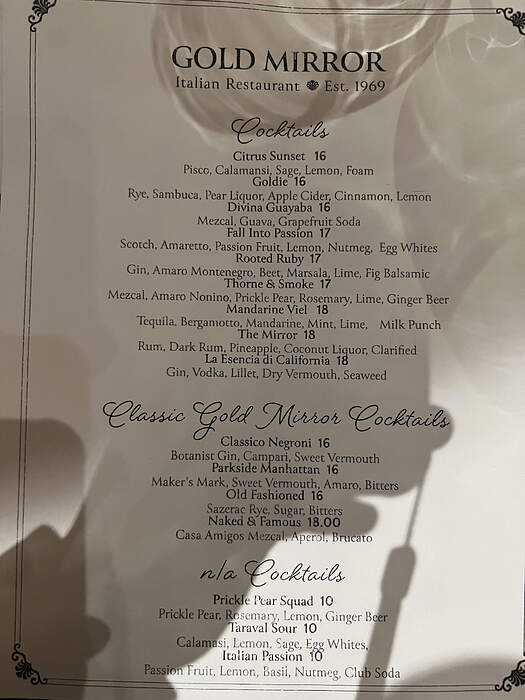 GOLD MIRROR
Italian Restaurant Est. 1969
Cocktails
Citrus Sunset 16
Pisco, Calamansi, Sage, Lemon, Foam
Goldie 16
Rye, Sambuca, Pear Liquor, Apple Cider, Cinnamon, Lemon
Divina Guayaba 16
Mezcal, Guava, Grapefruit Soda
Fall Into Passion 17
Scotch, Amaretto, Passion Fruit, Lemon, Nutmeg, Egg Whites
Rooted Ruby 17
Gin, Amaro Montenegro, Beet, Marsala, Lime, Fig Balsamic
Thorne & Smoke 17
Mezcal, Amaro Nonino, Prickle Pear, Rosemary, Lime, Ginger Beer
Mandarine Viel 18
Tequila, Bergamotto, Mandarine, Mint, Lime, Milk Punch
The Mirror 18
Rum, Dark Rum, Pineapple, Coconut Liquor, Clarified
La Esencia di California 18
Gin, Vodka, Lillet, Dry Vermouth, Seaweed
Classic Gold Mirror Cocktails
Classico Negroni 16
Botanist Gin, Campari, Sweet Vermouth
Parkside Manhattan 16
Maker's Mark, Sweet Vermouth, Amaro, Bitters
Old Fashioned 16
Sazerac Rye, Sugar, Bitters
Naked & Famous 18.00
Casa Amigos Mezcal, Aperol, Brucato
n/a Cocktails
Prickle Pear Squad 10
Prickle Pear, Rosemary, Lemon, Ginger Beer
Taraval Sour 10
Calamasi, Lemon, Sage, Egg Whites,
Italian Passion 10
Passion Fruit, Lemon, Basil, Nutmeg, Club Soda